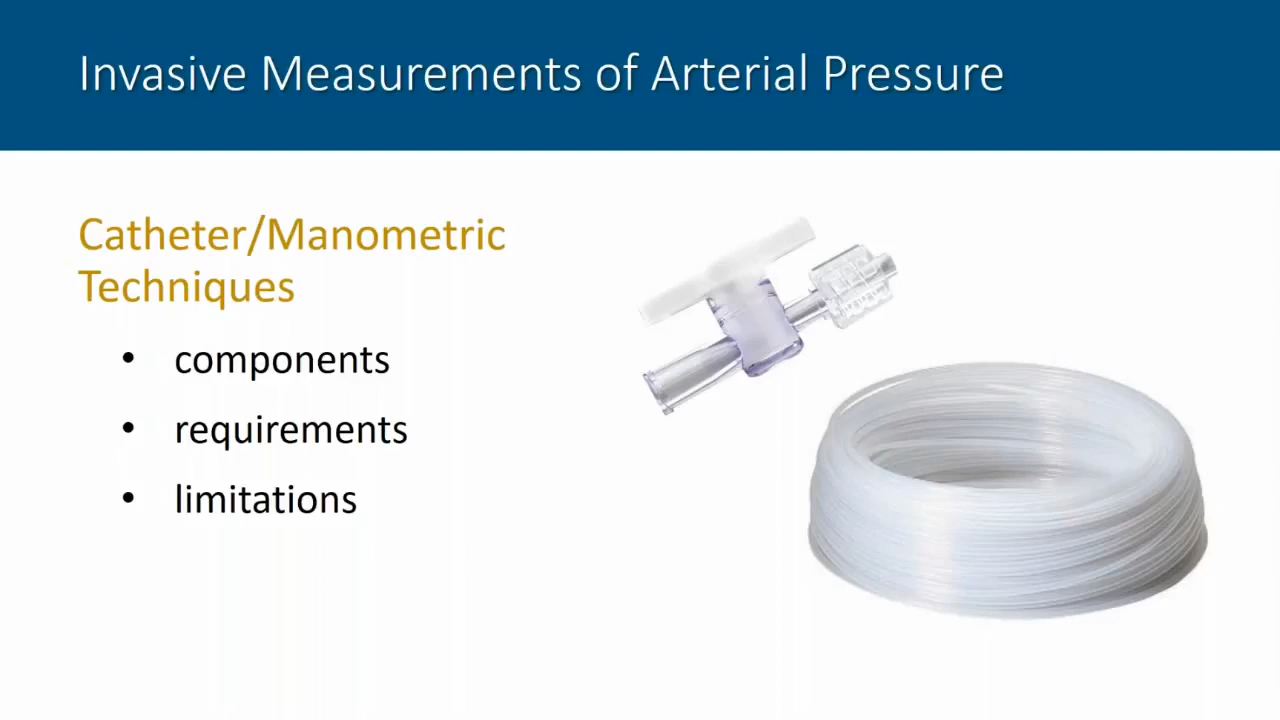 Invasive Measurements of Arterial Pressure
Catheter/Manometric
Techniques
• components
• requirements
• limitations